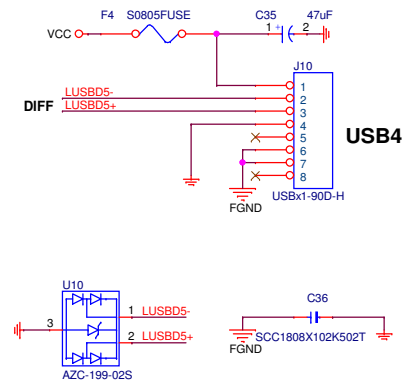 F4 S0805FUSE C35 47uF
VCC 1 + 2
J10
LUSBD5- 1
DIFF LUSBD5+ 2
3
4
5 USB4
6
7
8
FGND USBx1-90D-H
U10
1 LUSBD5-
3
2 LUSBD5+
AZC-199-02S
C36
SCC1808X102K502T
FGND